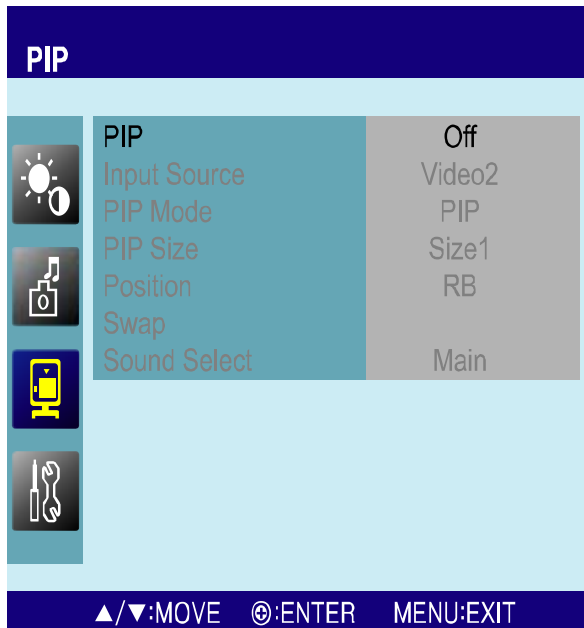 PIP
PIP Off
Input Source Video2
PIP Mode PIP
PIP Size Size1
Position RB
Swap
Sound Select Main
▲/▼:MOVE ⊕:ENTER MENU:EXIT